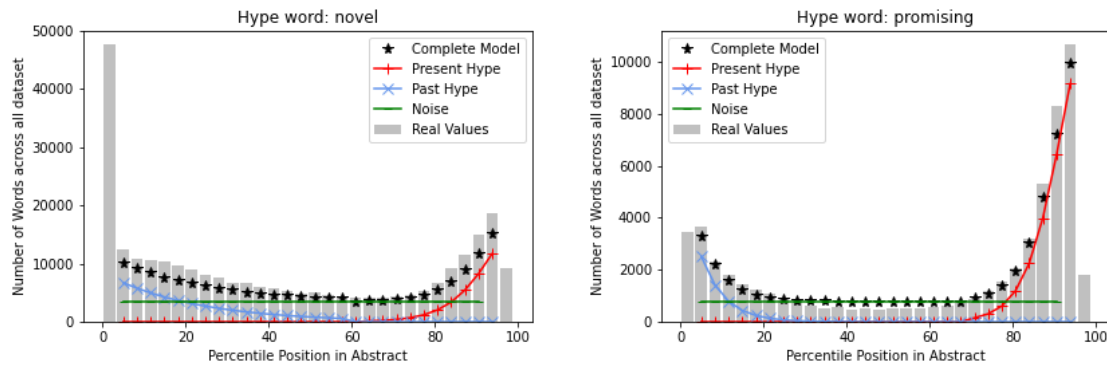 Hype word: novel
50000
40000
30000
20000
10000
0
Number of Words across all dataset
0 20 40 60 80 100
Percentile Position in Abstract
Complete Model
Present Hype
Past Hype
Noise
Real Values
Hype word: promising
10000
8000
6000
4000
2000
0
Number of Words across all dataset
0 20 40 60 80 100
Percentile Position in Abstract
Complete Model
Present Hype
Past Hype
Noise
Real Values